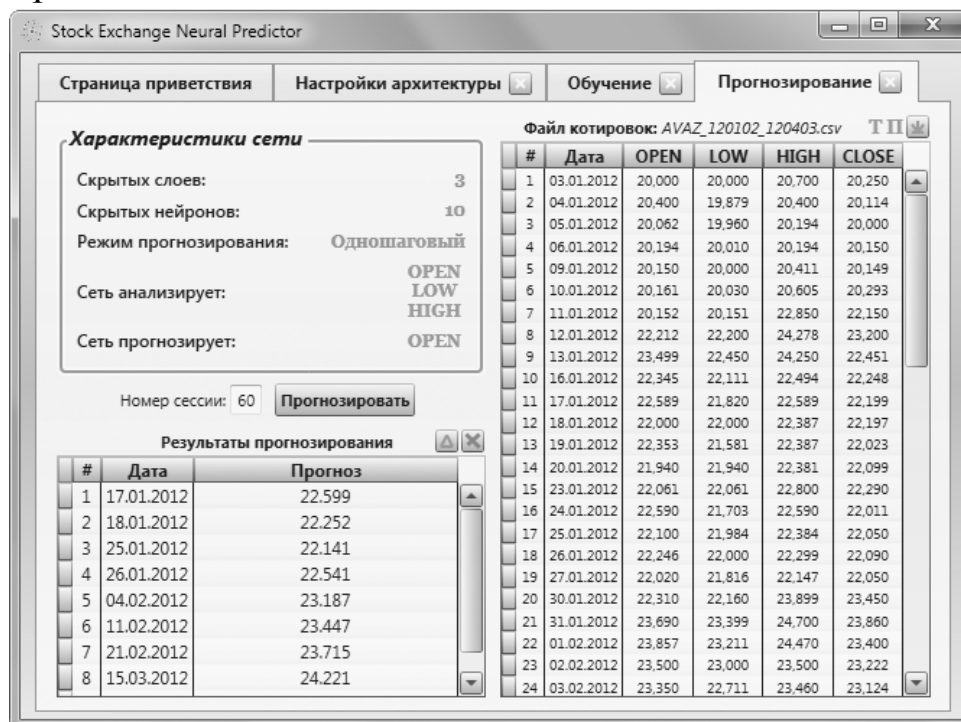 Stock Exchange Neural Predictor
Страница приветствия Настройки архитектуры Обучение Прогнозирование
Характеристики сети
Скрытых слоев: 3
Скрытых нейронов: 10
Режим прогнозирования: Одношаговый
Сеть анализирует: OPEN
LOW
HIGH
Сеть прогнозирует: OPEN
Номер сессии: 60 Прогнозировать
Результаты прогнозирования
# Дата Прогноз
1 17.01.2012 22.599
2 18.01.2012 22.252
3 25.01.2012 22.141
4 26.01.2012 22.541
5 04.02.2012 23.187
6 11.02.2012 23.447
7 21.02.2012 23.715
8 15.03.2012 24.221
Файл котировок: AVAZ_120102_120403.csv Т П
# Дата OPEN LOW HIGH CLOSE
1 03.01.2012 20,000 20,000 20,700 20,250
2 04.01.2012 20,400 19,879 20,400 20,114
3 05.01.2012 20,062 19,960 20,194 20,000
4 06.01.2012 20,194 20,010 20,194 20,150
5 09.01.2012 20,150 20,000 20,411 20,149
6 10.01.2012 20,161 20,030 20,605 20,293
7 11.01.2012 20,152 20,151 22,850 22,150
8 12.01.2012 22,212 22,200 24,278 23,200
9 13.01.2012 23,499 22,450 24,250 22,451
10 16.01.2012 22,345 22,111 22,494 22,248
11 17.01.2012 22,589 21,820 22,589 22,199
12 18.01.2012 22,000 22,000 22,387 22,197
13 19.01.2012 22,353 21,581 22,387 22,023
14 20.01.2012 21,940 21,940 22,381 22,099
15 23.01.2012 22,061 22,061 22,800 22,290
16 24.01.2012 22,590 21,703 22,590 22,011
17 25.01.2012 22,100 21,984 22,384 22,050
18 26.01.2012 22,246 22,000 22,299 22,090
19 27.01.2012 22,020 21,816 22,147 22,050
20 30.01.2012 22,310 22,160 23,899 23,450
21 31.01.2012 23,690 23,399 24,700 23,860
22 01.02.2012 23,857 23,211 24,470 23,400
23 02.02.2012 23,500 23,000 23,500 23,222
24 03.02.2012 23,350 22,711 23,460 23,124